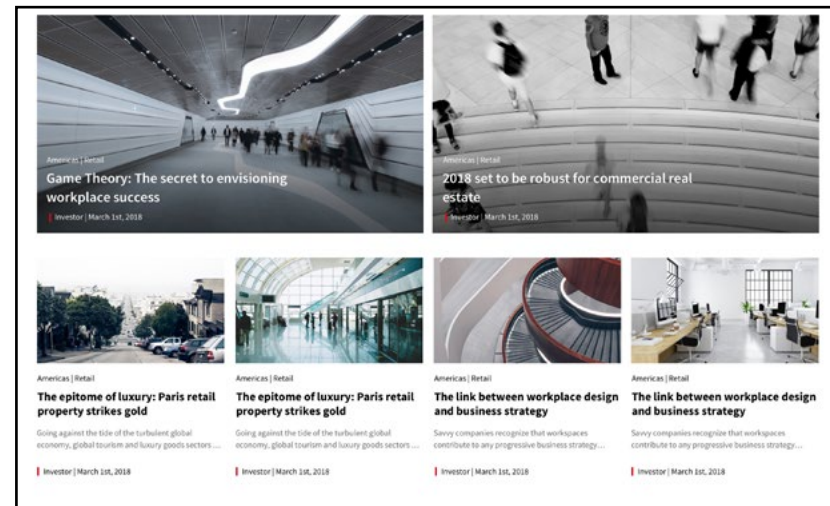 Americas | Retail
Game Theory: The secret to envisioning
workplace success
Investor | March 1st, 2018
Americas | Retail
2018 set to be robust for commercial real
estate
Investor | March 1st, 2018
Americas | Retail
The epitome of luxury: Paris retail
property strikes gold
Going against the tide of the turbulent global
economy, global tourism and luxury goods sectors ....
Investor | March 1st, 2018
Americas | Retail
The epitome of luxury: Paris retail
property strikes gold
Going against the tide of the turbulent global
economy, global tourism and luxury goods sectors ....
Investor | March 1st, 2018
Americas | Retail
The link between workplace design
and business strategy
Savvy companies recognize that workspaces
contribute to any progressive business strategy...
Investor | March 1st, 2018
Americas | Retail
The link between workplace design
and business strategy
Savvy companies recognize that workspaces
contribute to any progressive business strategy...
Investor | March 1st, 2018